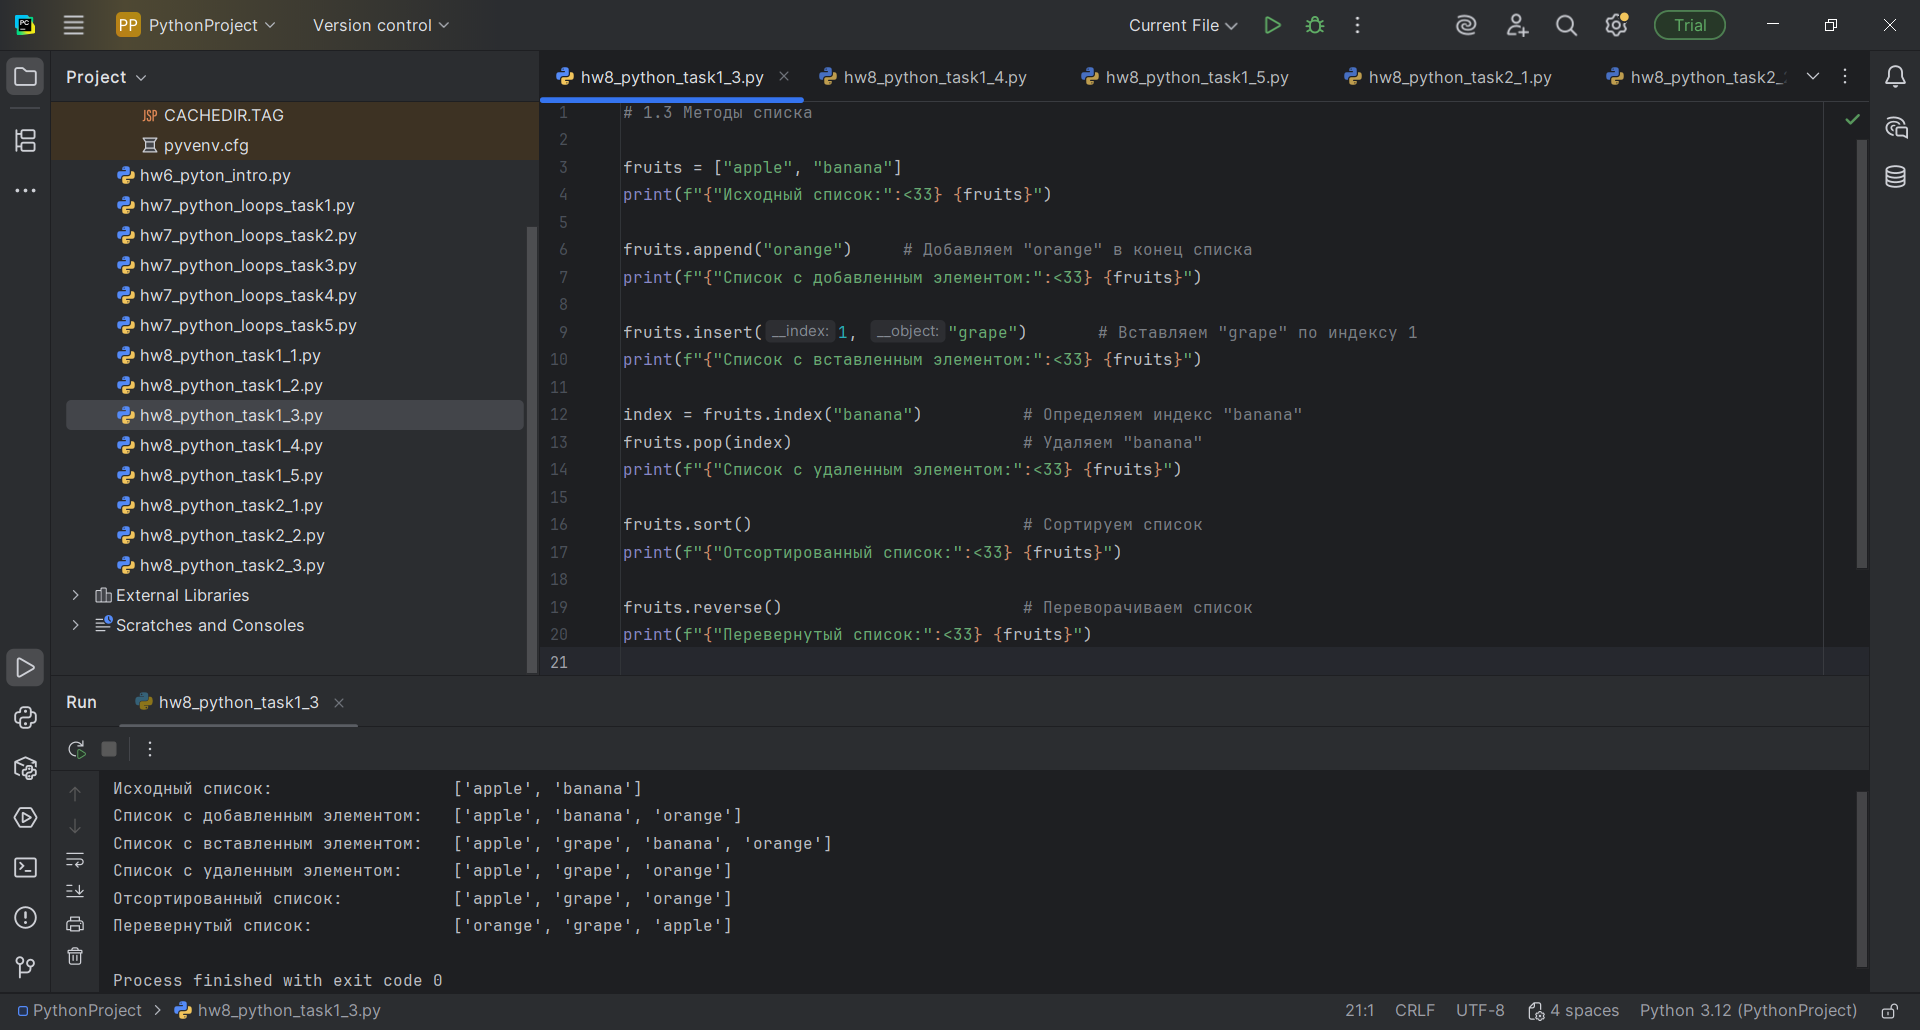 PC
PP PythonProject
Version control
Current File
Trial
Project
hw8_python_task1_3.py
hw8_python_task1_4.py
hw8_python_task1_5.py
hw8_python_task2_1.py
hw8_python_task2_
JSP CACHEDIR.TAG
pyvenv.cfg
hw6_pyton_intro.py
hw7_python_loops_task1.py
hw7_python_loops_task2.py
hw7_python_loops_task3.py
hw7_python_loops_task4.py
hw7_python_loops_task5.py
hw8_python_task1_1.py
hw8_python_task1_2.py
hw8_python_task1_3.py
hw8_python_task1_4.py
hw8_python_task1_5.py
hw8_python_task2_1.py
hw8_python_task2_2.py
hw8_python_task2_3.py
External Libraries
Scratches and Consoles
1 # 1.3 Методы списка
2
3 fruits = ["apple", "banana"]
4 print(f"{"Исходный список:":<33} {fruits}")
5
6 fruits.append("orange") # Добавляем "orange" в конец списка
7 print(f"{"Список с добавленным элементом:":<33} {fruits}")
8
9 fruits.insert( __index: 1, __object: "grape") # Вставляем "grape" по индексу 1
10 print(f"{"Список с вставленным элементом:":<33} {fruits}")
11
12 index = fruits.index("banana") # Определяем индекс "banana"
13 fruits.pop(index) # Удаляем "banana"
14 print(f"{"Список с удаленным элементом:":<33} {fruits}")
15
16 fruits.sort() # Сортируем список
17 print(f"{"Отсортированный список:":<33} {fruits}")
18
19 fruits.reverse() # Переворачиваем список
20 print(f"{"Перевернутый список:":<33} {fruits}")
21
Run
hw8_python_task1_3
Исходный список: ['apple', 'banana']
Список с добавленным элементом: ['apple', 'banana', 'orange']
Список с вставленным элементом: ['apple', 'grape', 'banana', 'orange']
Список с удаленным элементом: ['apple', 'grape', 'orange']
Отсортированный список: ['apple', 'grape', 'orange']
Перевернутый список: ['orange', 'grape', 'apple']
Process finished with exit code 0
PythonProject
hw8_python_task1_3.py
21:1
CRLF
UTF-8
4 spaces
Python 3.12 (PythonProject)